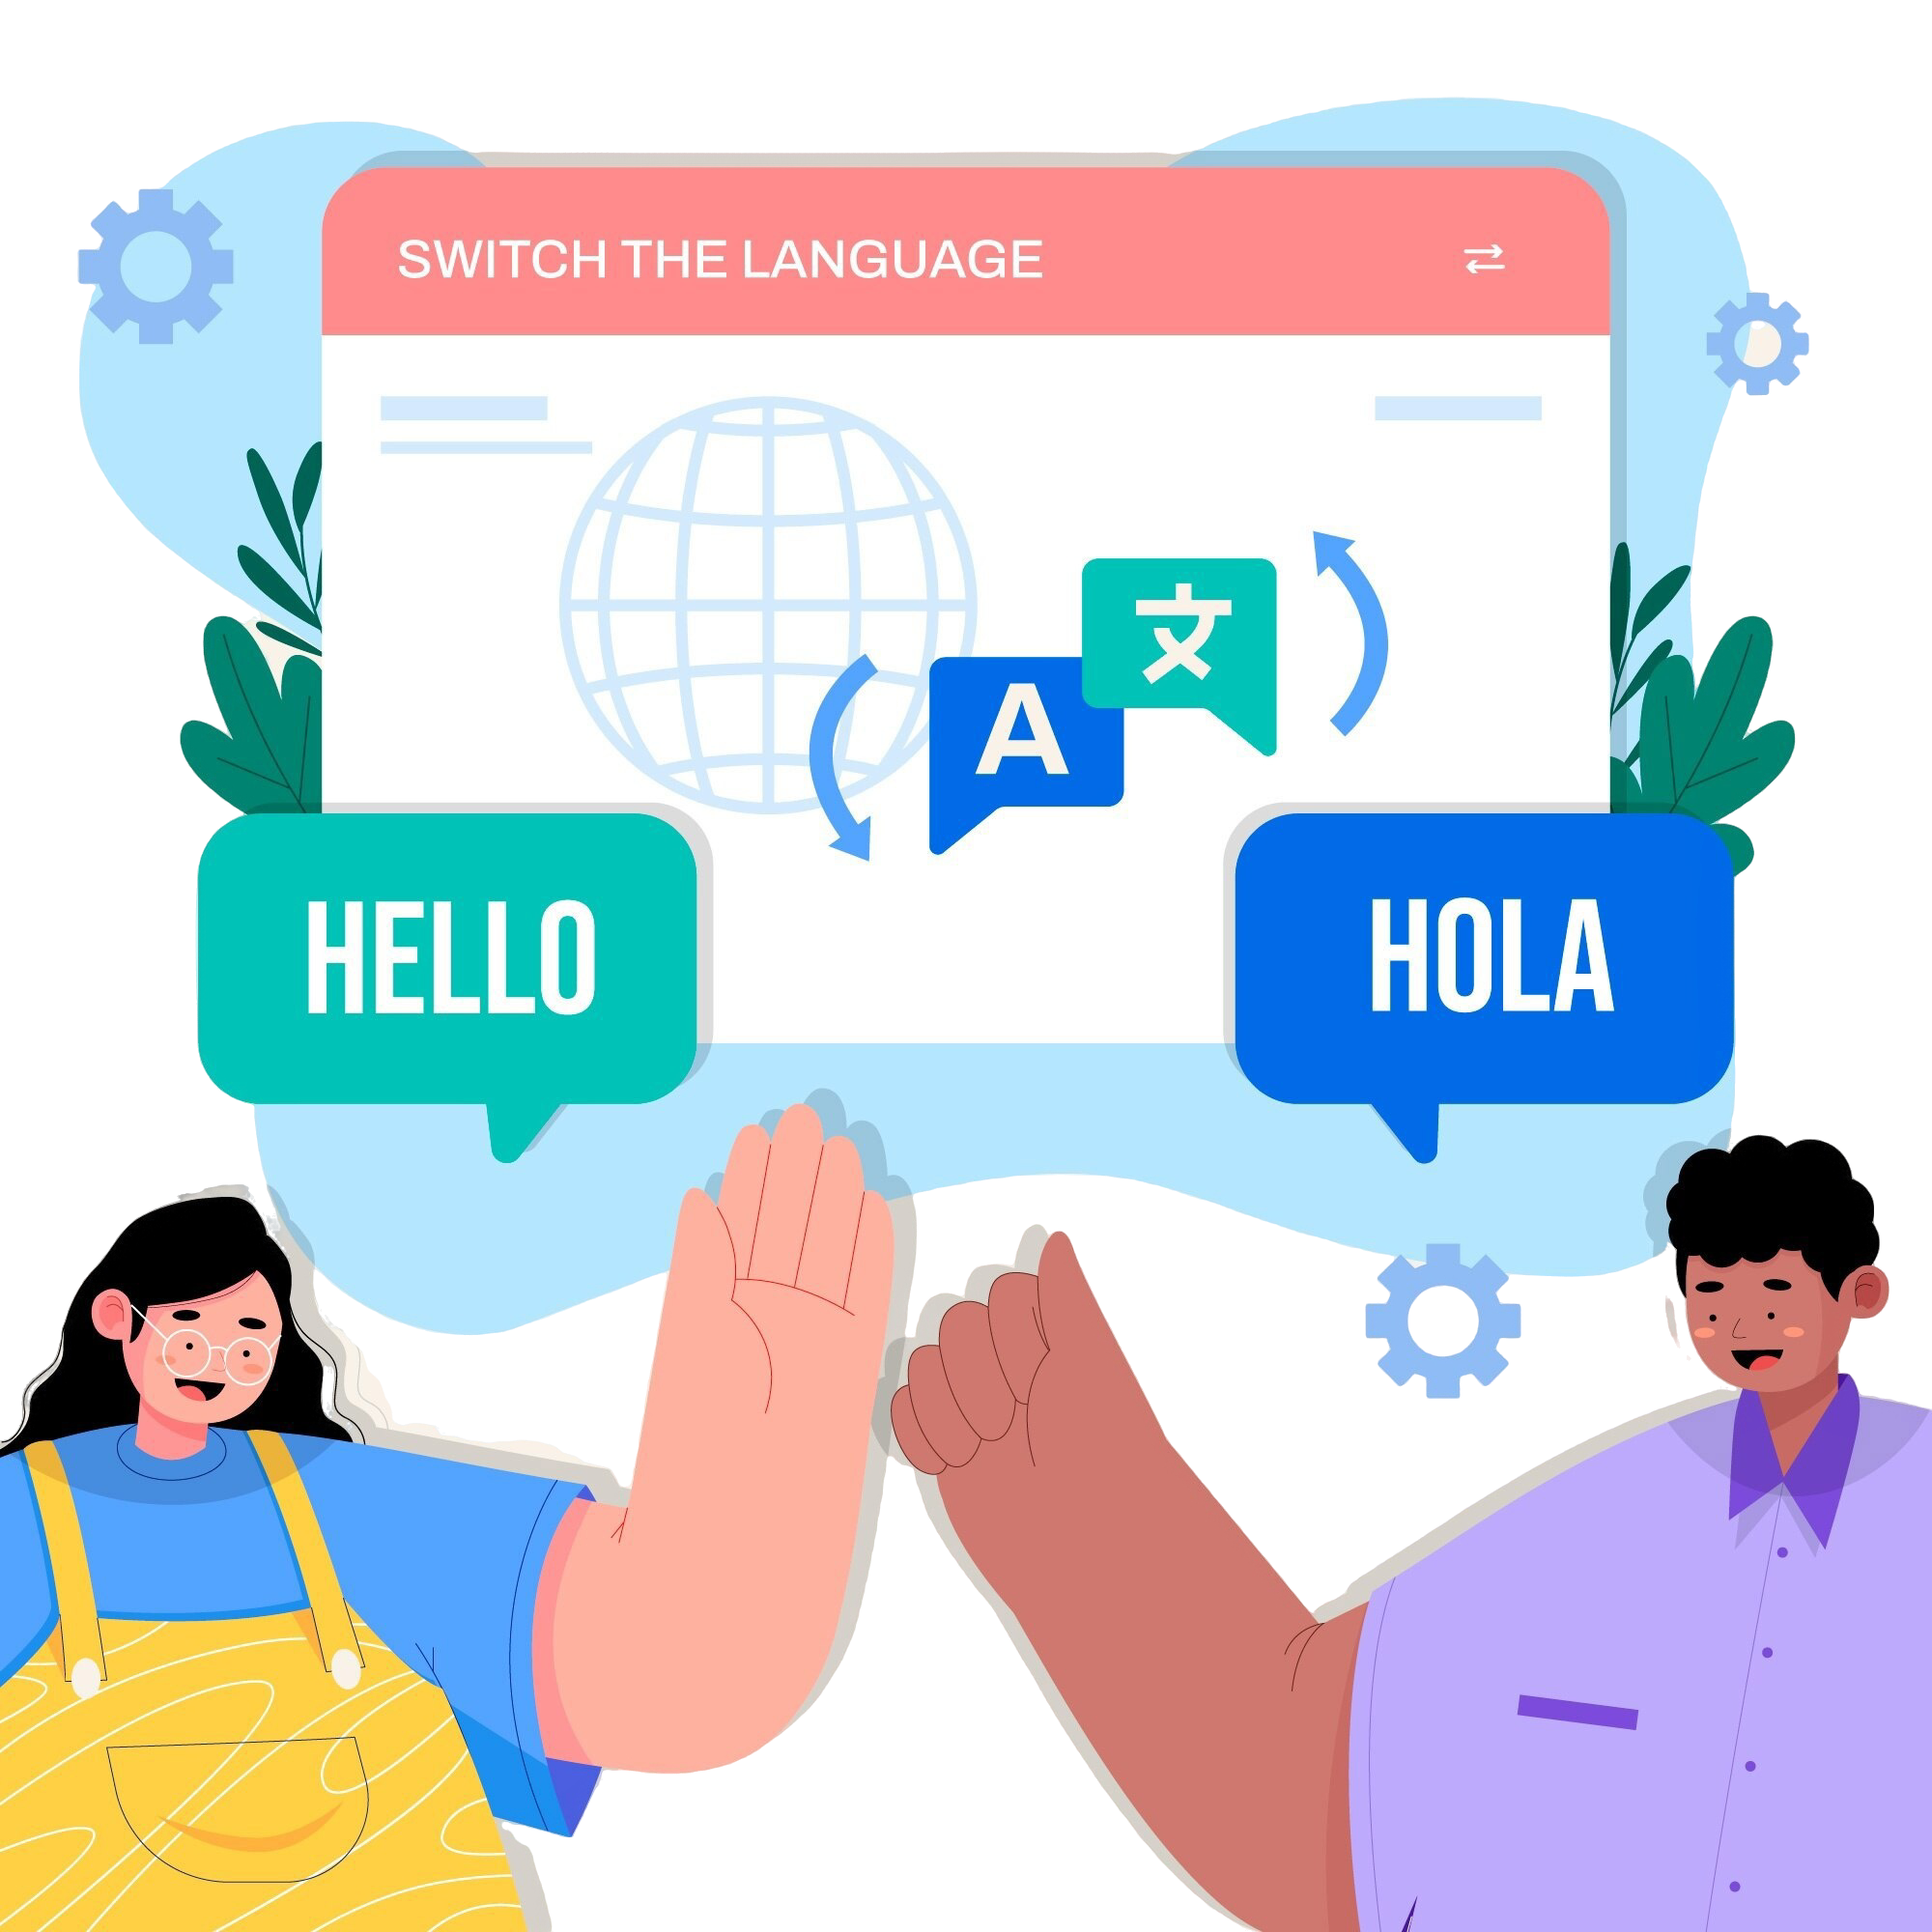 SWITCH THE LANGUAGE
文
A
HELLO
HOLA